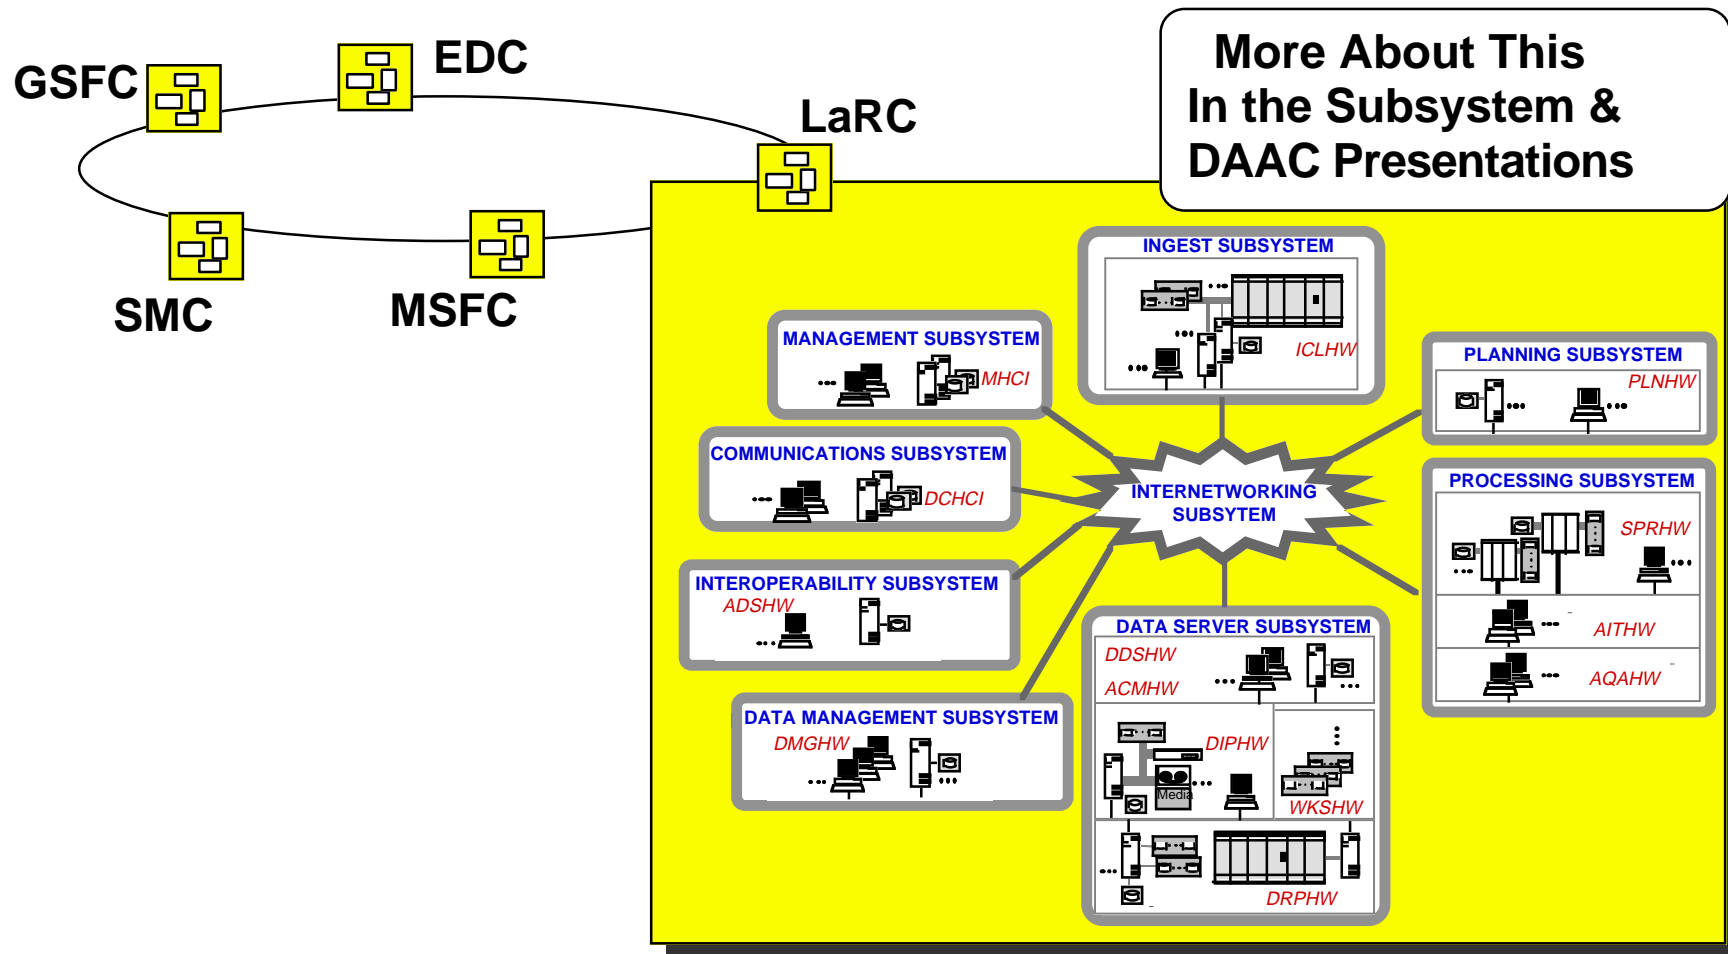 More About This
In the Subsystem &
DAAC Presentations
GSFC
EDC
LaRC
SMC
MSFC
INGEST SUBSYSTEM
ICLHW
MANAGEMENT SUBSYSTEM
MHCI
PLANNING SUBSYSTEM
PLNHW
COMMUNICATIONS SUBSYSTEM
DCHCI
INTERNETWORKING
SUBSYTEM
PROCESSING SUBSYSTEM
SPRHW
AITHW
AQAHW
INTEROPERABILITY SUBSYSTEM
ADSHW
DATA SERVER SUBSYSTEM
DDSHW
ACMHW
DIPHW
Media
WKSHW
DRPHW
DATA MANAGEMENT SUBSYSTEM
DMGHW